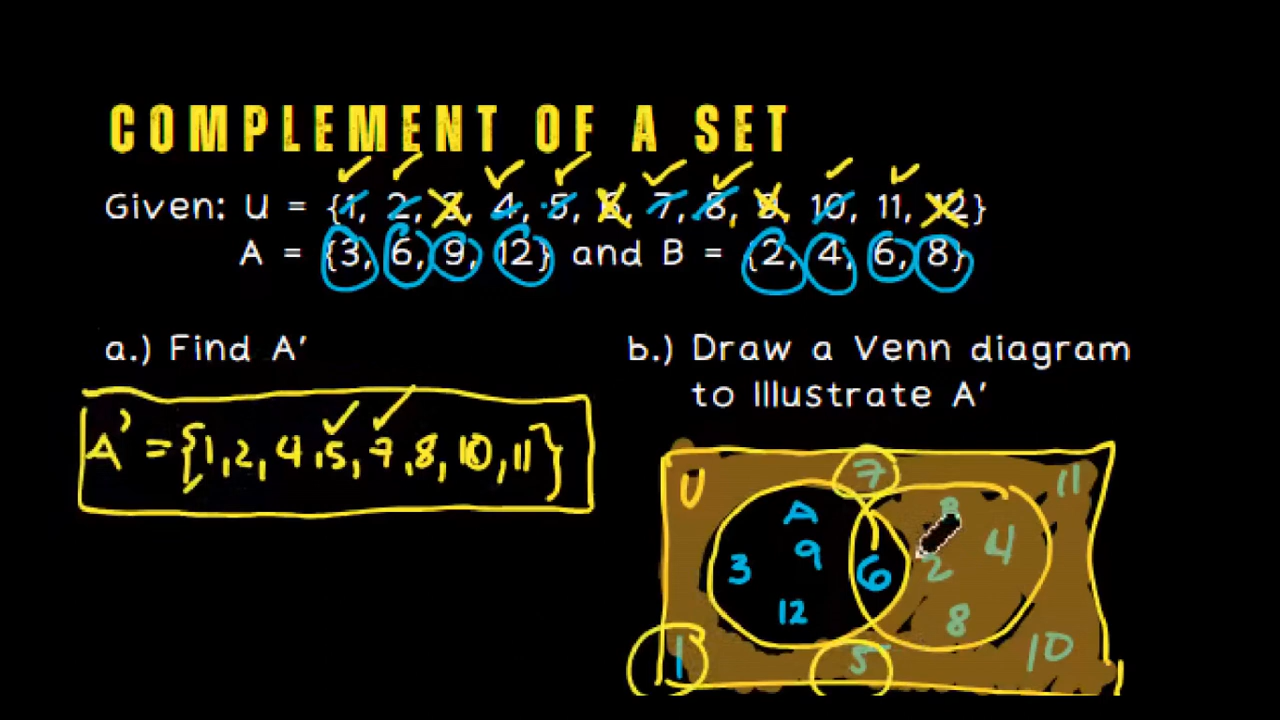 COMPLEMENT OF A SET
Given: U = {1, 2, 3, 4, 5, 6, 7, 8, 9, 10, 11, 12}
A = {3, 6, 9, 12} and B = {2, 4, 6, 8}
a.) Find A'
b.) Draw a Venn diagram
to Illustrate A'
A' = {1, 2, 4, 5, 7, 8, 10, 11}
U
7
11
A
B
3
9
6
2
4
12
8
1
5
10